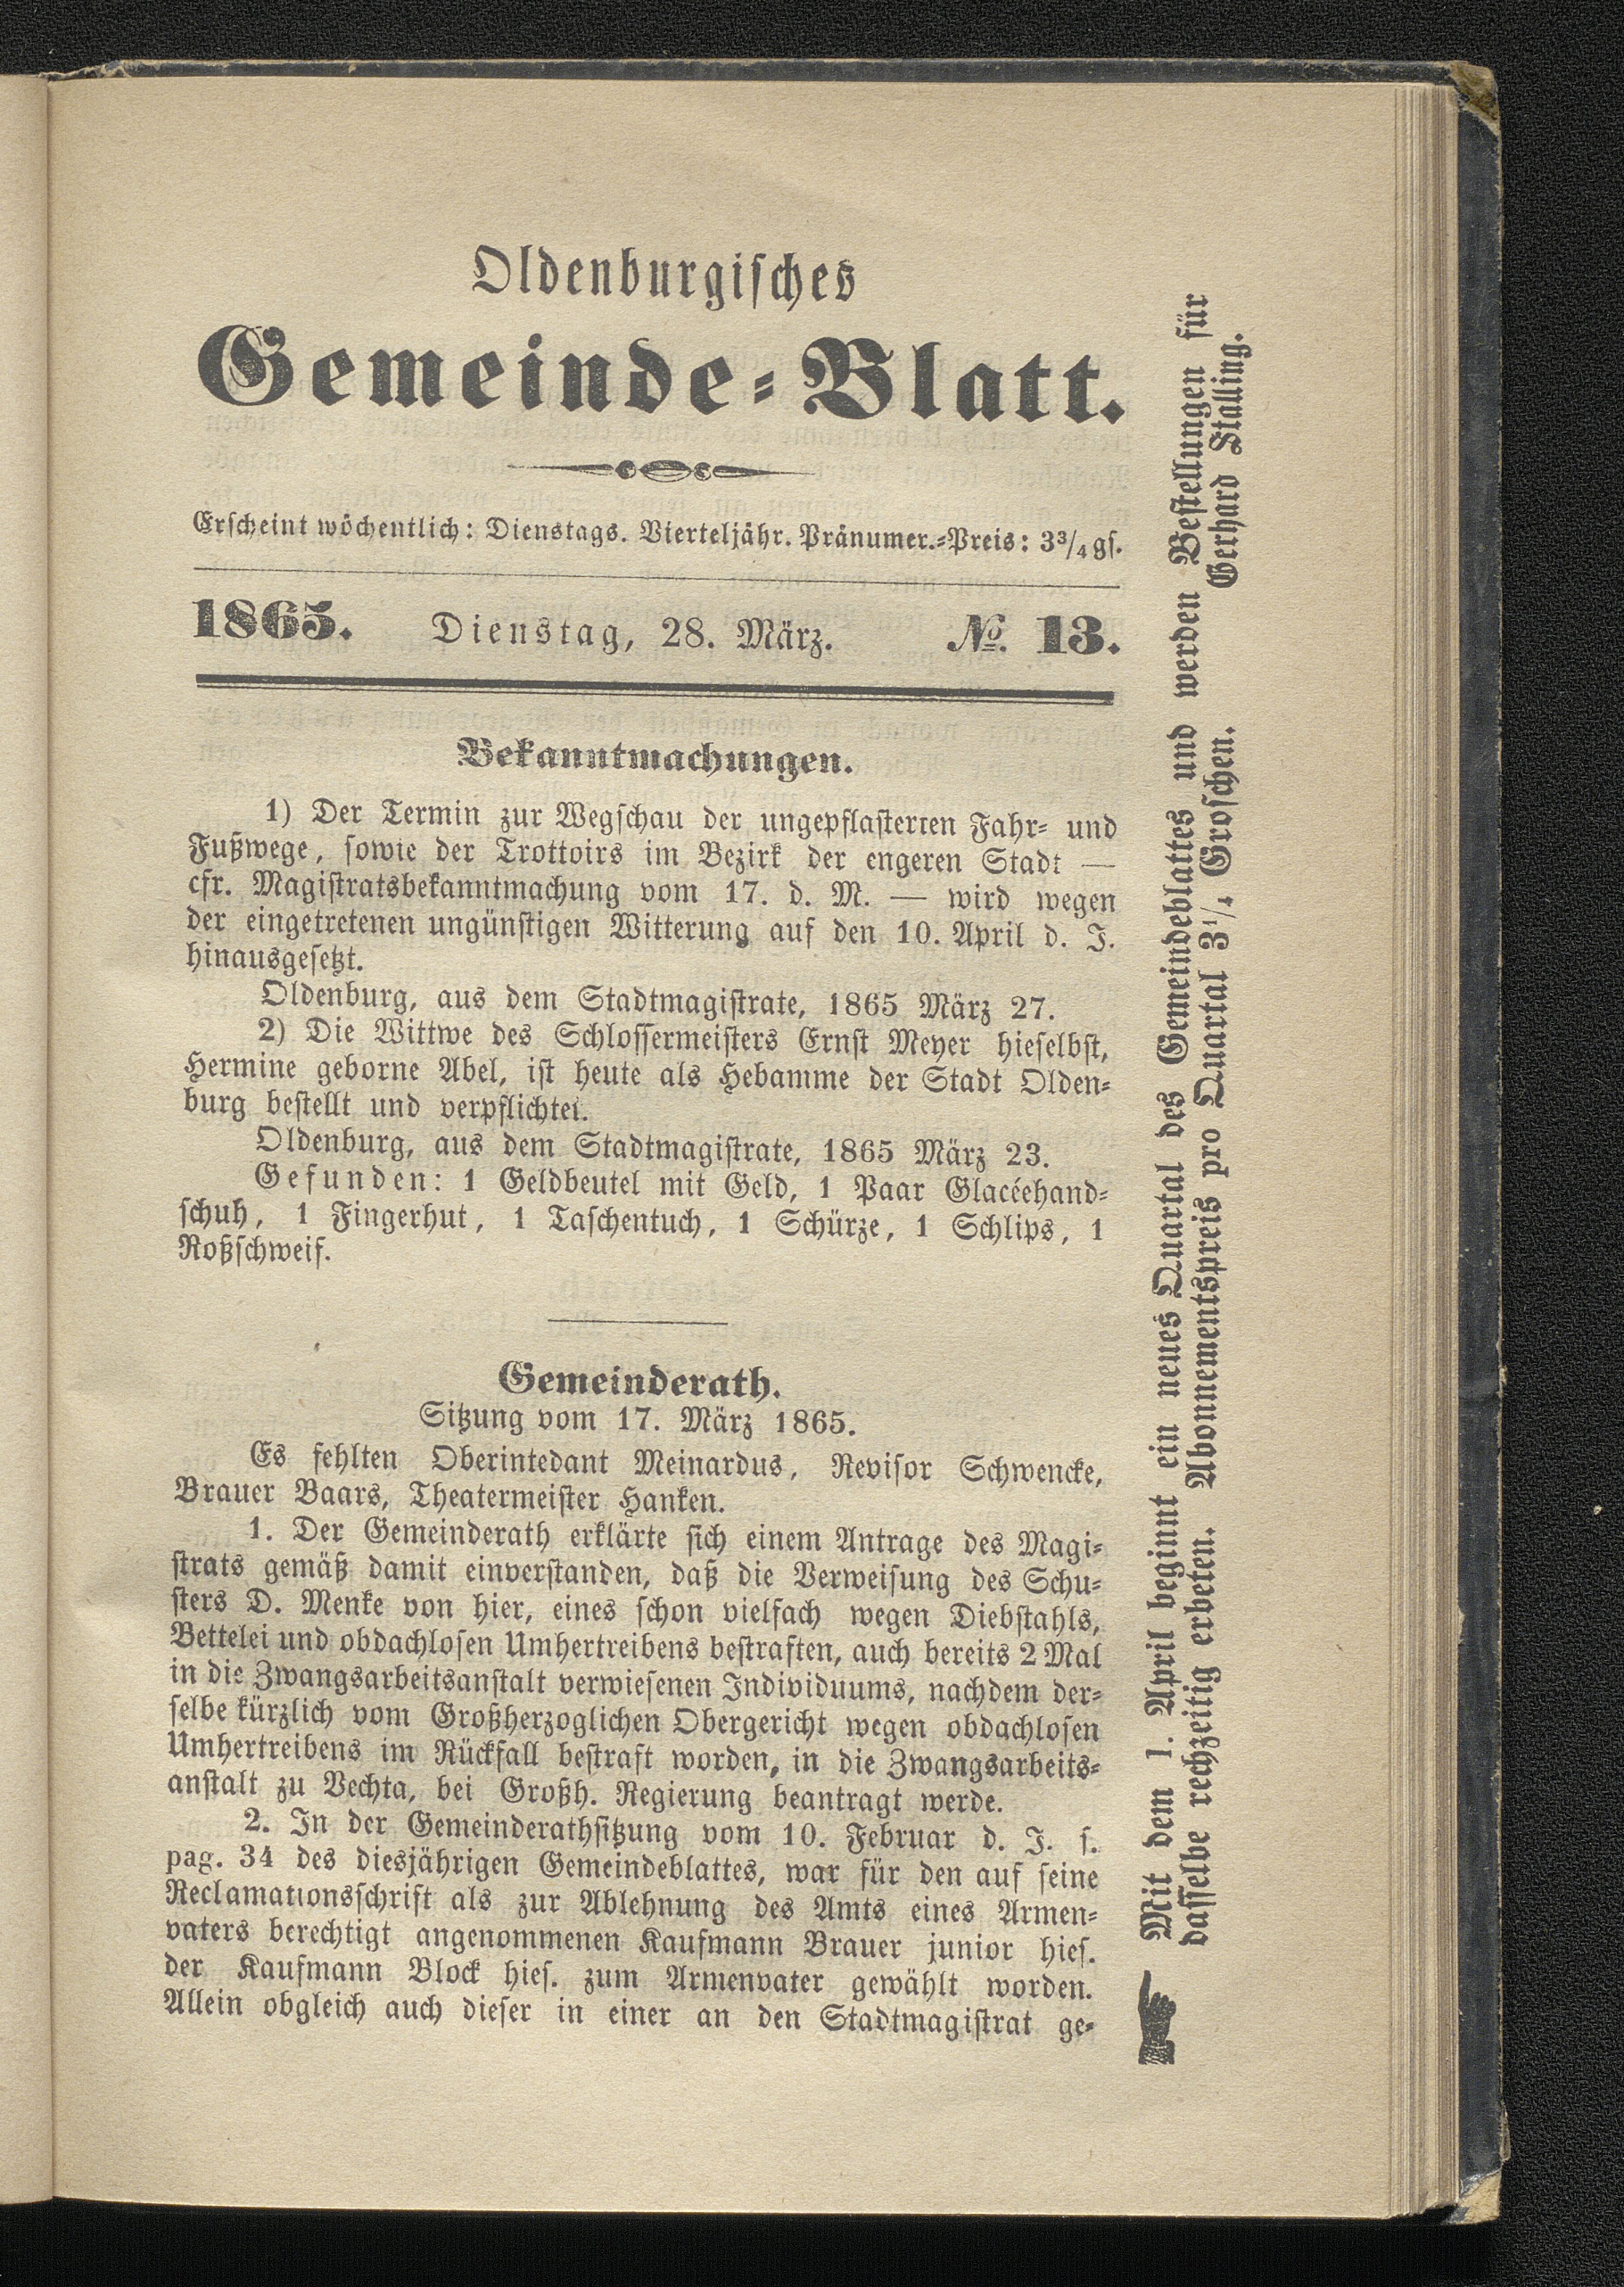 Oldenburgisches
Gemeinde-Blatt.
Erscheint wöchentlich: Dienstags. Vierteljähr. Pränumer.-Preis: 3³/₄ gs.
1865. Dienstag, 28. März. № 13.
Bekanntmachungen.
1) Der Termin zur Wegschau der ungepflasterten Fahr- und
Fußwege, sowie der Trottoirs im Bezirk der engeren Stadt —
cfr. Magistratsbekanntmachung vom 17. d. M. — wird wegen
der eingetretenen ungünstigen Witterung auf den 10. April d. J.
hinausgesetzt.
Oldenburg, aus dem Stadtmagistrate, 1865 März 27.
2) Die Wittwe des Schlossermeisters Ernst Meyer hieselbst,
Hermine geborne Abel, ist heute als Hebamme der Stadt Olden-
burg bestellt und verpflichtet.
Oldenburg, aus dem Stadtmagistrate, 1865 März 23.
Gefunden: 1 Geldbeutel mit Geld, 1 Paar Glacéehand-
schuh, 1 Fingerhut, 1 Taschentuch, 1 Schürze, 1 Schlips, 1
Roßschweif.
Gemeinderath.
Sitzung vom 17. März 1865.
Es fehlten Oberintedant Meinardus, Revisor Schwencke,
Brauer Baars, Theatermeister Hanken.
1. Der Gemeinderath erklärte sich einem Antrage des Magi-
strats gemäß damit einverstanden, daß die Verweisung des Schu-
sters D. Menke von hier, eines schon vielfach wegen Diebstahls,
Bettelei und obdachlosen Umhertreibens bestraften, auch bereits 2 Mal
in die Zwangsarbeitsanstalt verwiesenen Individuums, nachdem der-
selbe kürzlich vom Großherzoglichen Obergericht wegen obdachlosen
Umhertreibens im Rückfall bestraft worden, in die Zwangsarbeits-
anstalt zu Vechta, bei Großh. Regierung beantragt werde.
2. In der Gemeinderathsitzung vom 10. Februar d. J. s.
pag. 34 des diesjährigen Gemeindeblattes, war für den auf seine
Reclamationsschrift als zur Ablehnung des Amts eines Armen-
vaters berechtigt angenommenen Kaufmann Brauer junior hies.
der Kaufmann Block hies. zum Armenvater gewählt worden.
Allein obgleich auch dieser in einer an den Stadtmagistrat ge-
Mit dem 1. April beginnt ein neues Quartal des Gemeindeblattes und werden Bestellungen für
dasselbe rechzeitig erbeten. Abonnementspreis pro Quartal 3¹/₄ Groschen.
Gerhard Stalling.